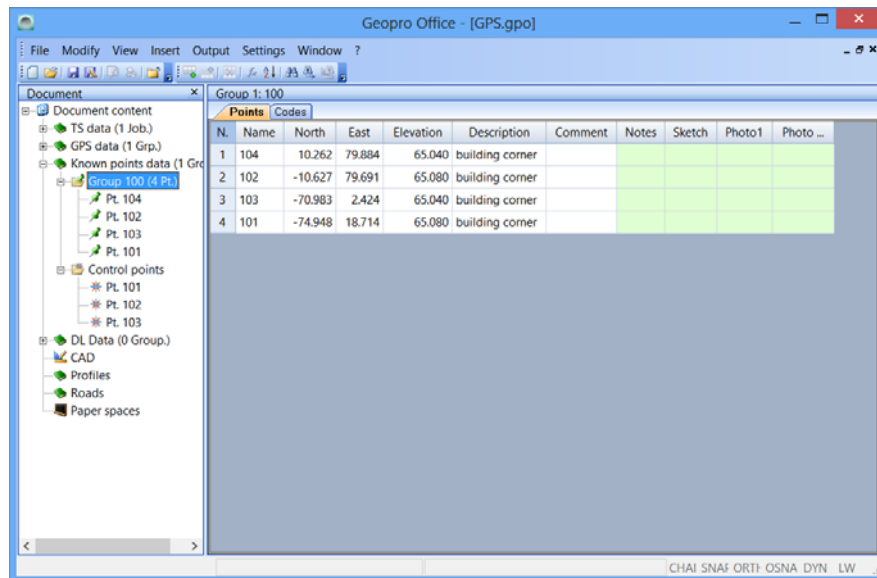 Geopro Office - [GPS.gpo]
File Modify View Insert Output Settings Window ?
Document
Document content
TS data (1 Job.)
GPS data (1 Grp.)
Known points data (1 Grc
Group 100 (4 Pt.)
Pt. 104
Pt. 102
Pt. 103
Pt. 101
Control points
Pt. 101
Pt. 102
Pt. 103
DL Data (0 Group.)
CAD
Profiles
Roads
Paper spaces
Group 1: 100
Points Codes
N. Name North East Elevation Description Comment Notes Sketch Photo1 Photo ...
1 104 10.262 79.884 65.040 building corner
2 102 -10.627 79.691 65.080 building corner
3 103 -70.983 2.424 65.040 building corner
4 101 -74.948 18.714 65.080 building corner
CHAI SNAF ORTH OSNA DYN LW